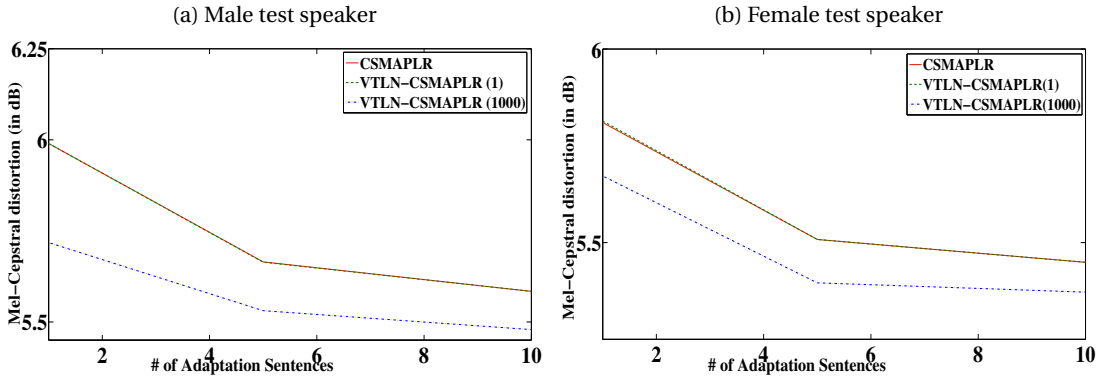 (a) Male test speaker
6.25
6
5.5
Mel-Cepstral distortion (in dB)
CSMAPLR
VTLN-CSMAPLR (1)
VTLN-CSMAPLR (1000)
2 4 6 8 10
# of Adaptation Sentences
(b) Female test speaker
6
5.5
Mel-Cepstral distortion (in dB)
CSMAPLR
VTLN-CSMAPLR(1)
VTLN-CSMAPLR(1000)
2 4 6 8 10
# of Adaptation Sentences